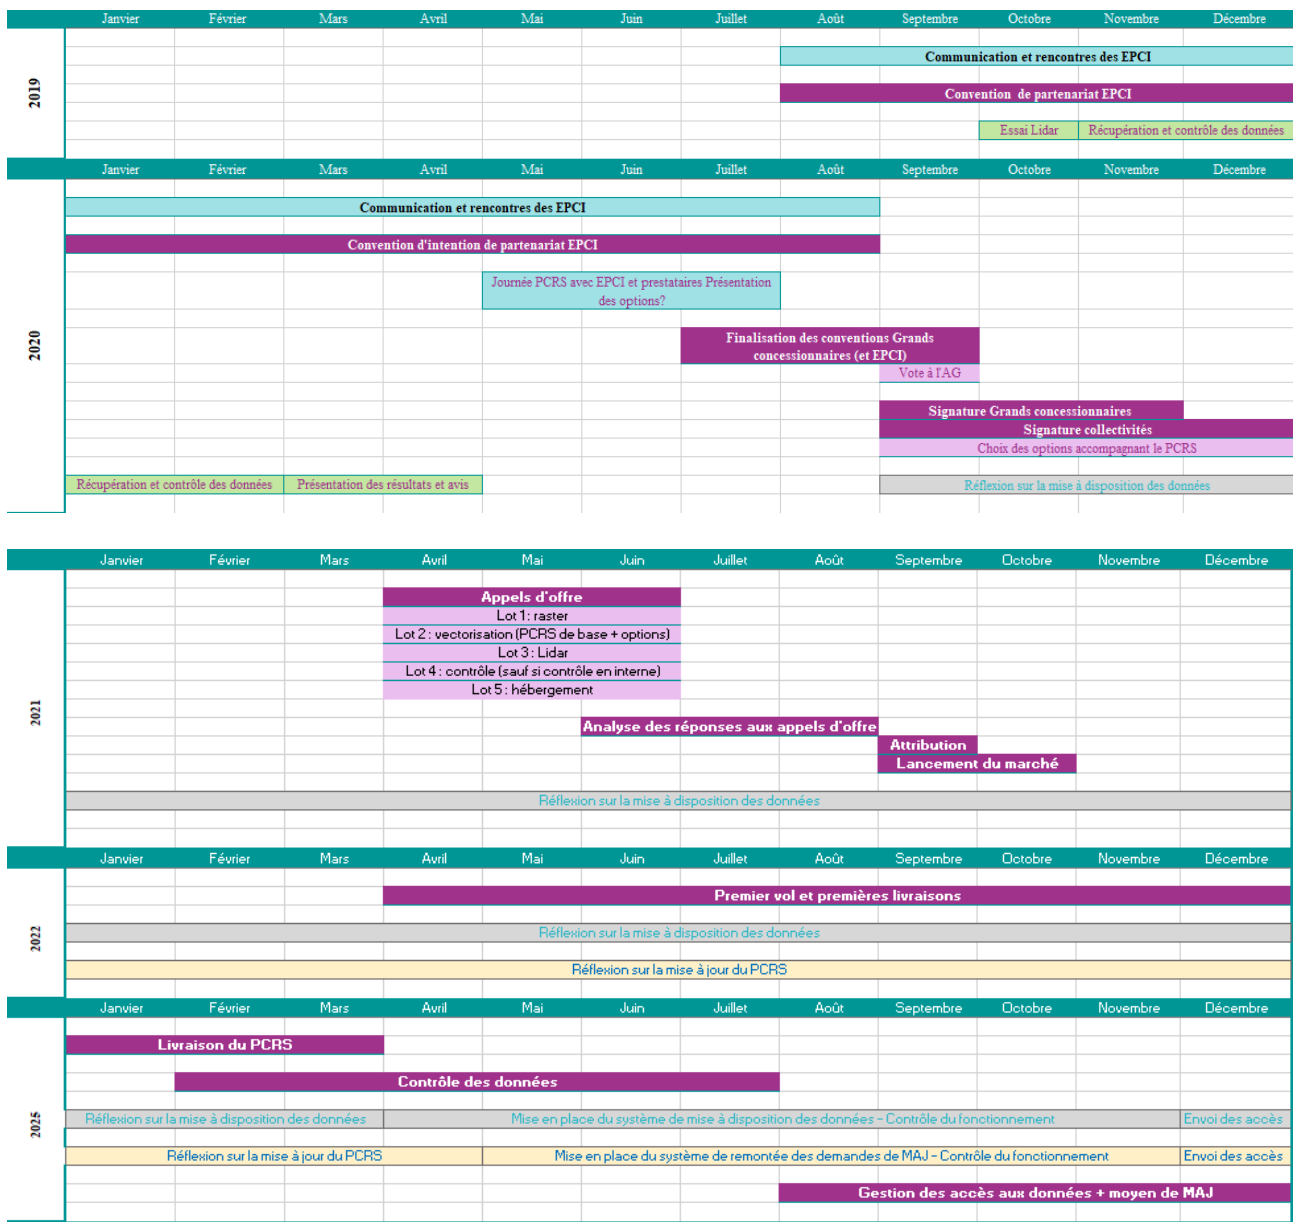 Janvier Février Mars Avril Mai Juin Juillet Août Septembre Octobre Novembre Décembre
2019
Communication et rencontres des EPCI
Convention de partenariat EPCI
Essai Lidar Récupération et contrôle des données
Janvier Février Mars Avril Mai Juin Juillet Août Septembre Octobre Novembre Décembre
2020
Communication et rencontres des EPCI
Convention d'intention de partenariat EPCI
Journée PCRS avec EPCI et prestataires Présentation
des options?
Finalisation des conventions Grands
concessionnaires (et EPCI)
Vote à l'AG
Signature Grands concessionnaires
Signature collectivités
Choix des options accompagnant le PCRS
Récupération et contrôle des données Présentation des résultats et avis Réflexion sur la mise à disposition des données
Janvier Février Mars Avril Mai Juin Juillet Août Septembre Octobre Novembre Décembre
2021
Appels d'offre
Lot 1 : raster
Lot 2 : vectorisation (PCRS de base + options)
Lot 3 : Lidar
Lot 4 : contrôle (sauf si contrôle en interne)
Lot 5 : hébergement
Analyse des réponses aux appels d'offre
Attribution
Lancement du marché
Réflexion sur la mise à disposition des données
Janvier Février Mars Avril Mai Juin Juillet Août Septembre Octobre Novembre Décembre
2022
Premier vol et premières livraisons
Réflexion sur la mise à disposition des données
Réflexion sur la mise à jour du PCRS
Janvier Février Mars Avril Mai Juin Juillet Août Septembre Octobre Novembre Décembre
2025
Livraison du PCRS
Contrôle des données
Réflexion sur la mise à disposition des données Mise en place du système de mise à disposition des données - Contrôle du fonctionnement Envoi des accès
Réflexion sur la mise à jour du PCRS Mise en place du système de remontée des demandes de MAJ - Contrôle du fonctionnement Envoi des accès
Gestion des accès aux données + moyen de MAJ